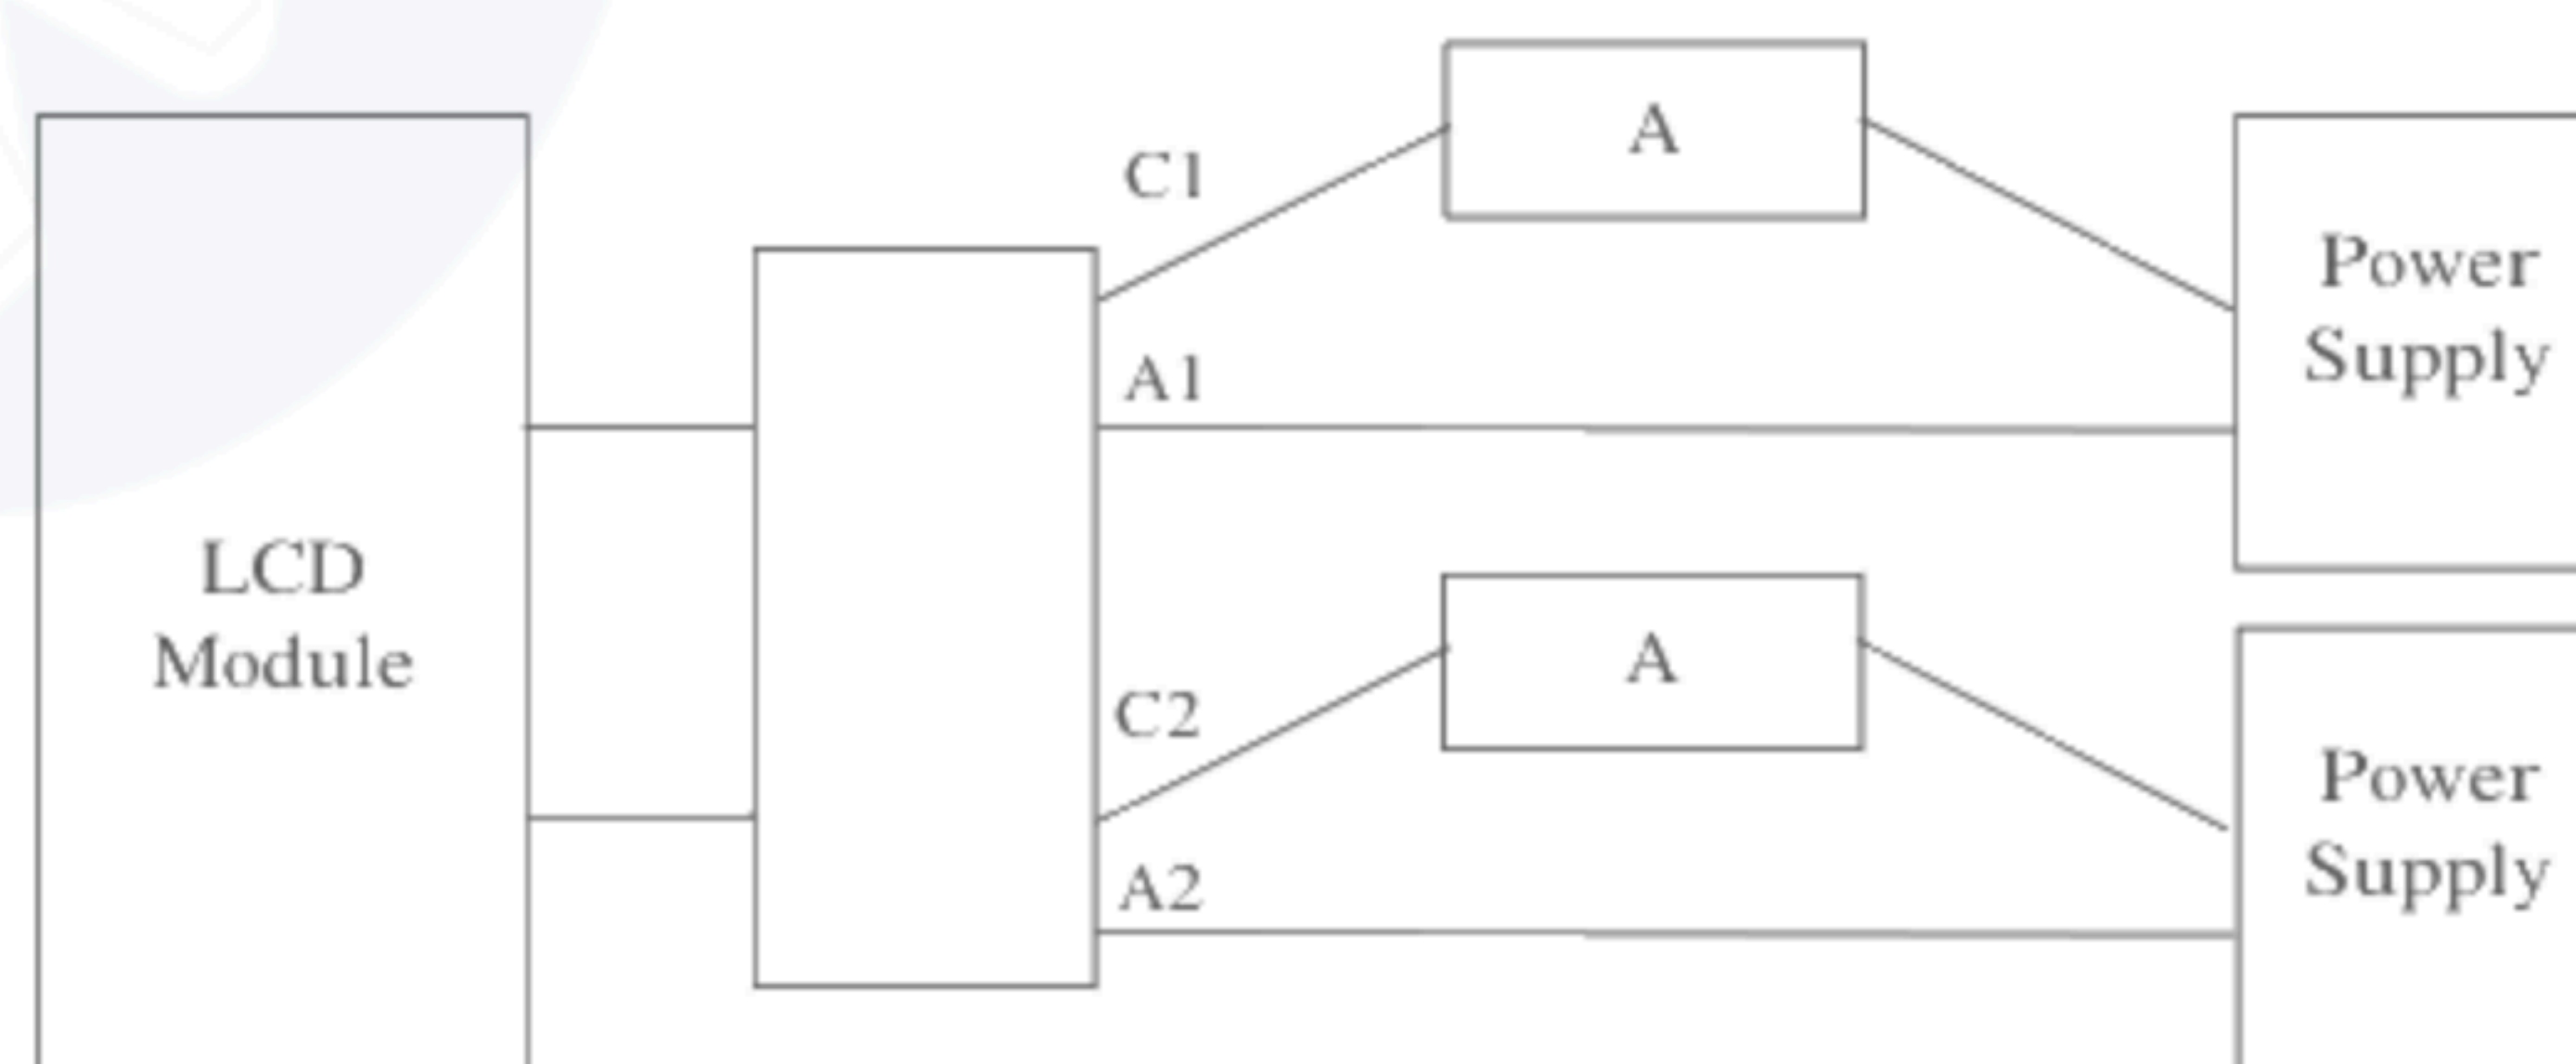 A
C1
Power
Supply
A1
LCD
Module
A
C2
Power
Supply
A2